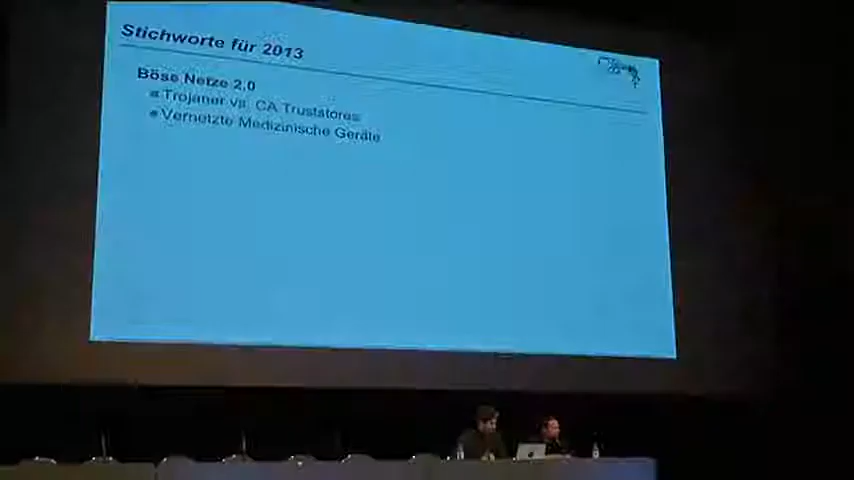 Stichworte für 2013
Böse Netze 2.0
Trojaner vs. CA Truststores
Vernetzte Medizinische Geräte